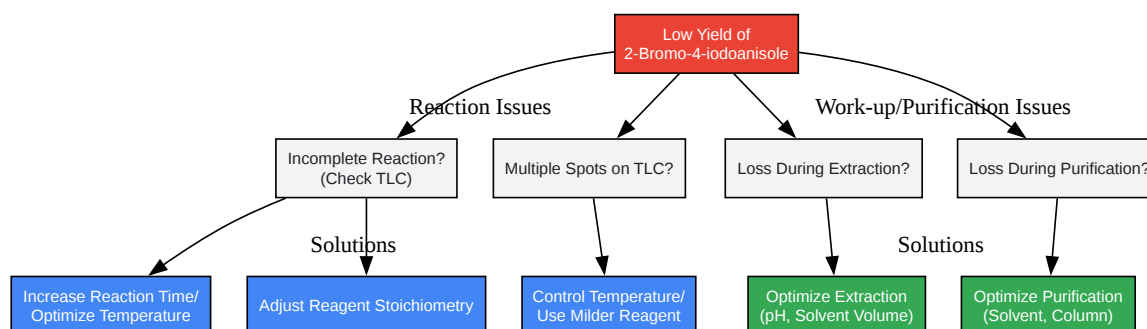 Low Yield of
2-Bromo-4-iodoanisole
Reaction Issues
Work-up/Purification Issues
Incomplete Reaction?
(Check TLC)
Multiple Spots on TLC?
Loss During Extraction?
Loss During Purification?
Solutions
Solutions
Increase Reaction Time/
Optimize Temperature
Adjust Reagent Stoichiometry
Control Temperature/
Use Milder Reagent
Optimize Extraction
(pH, Solvent Volume)
Optimize Purification
(Solvent, Column)